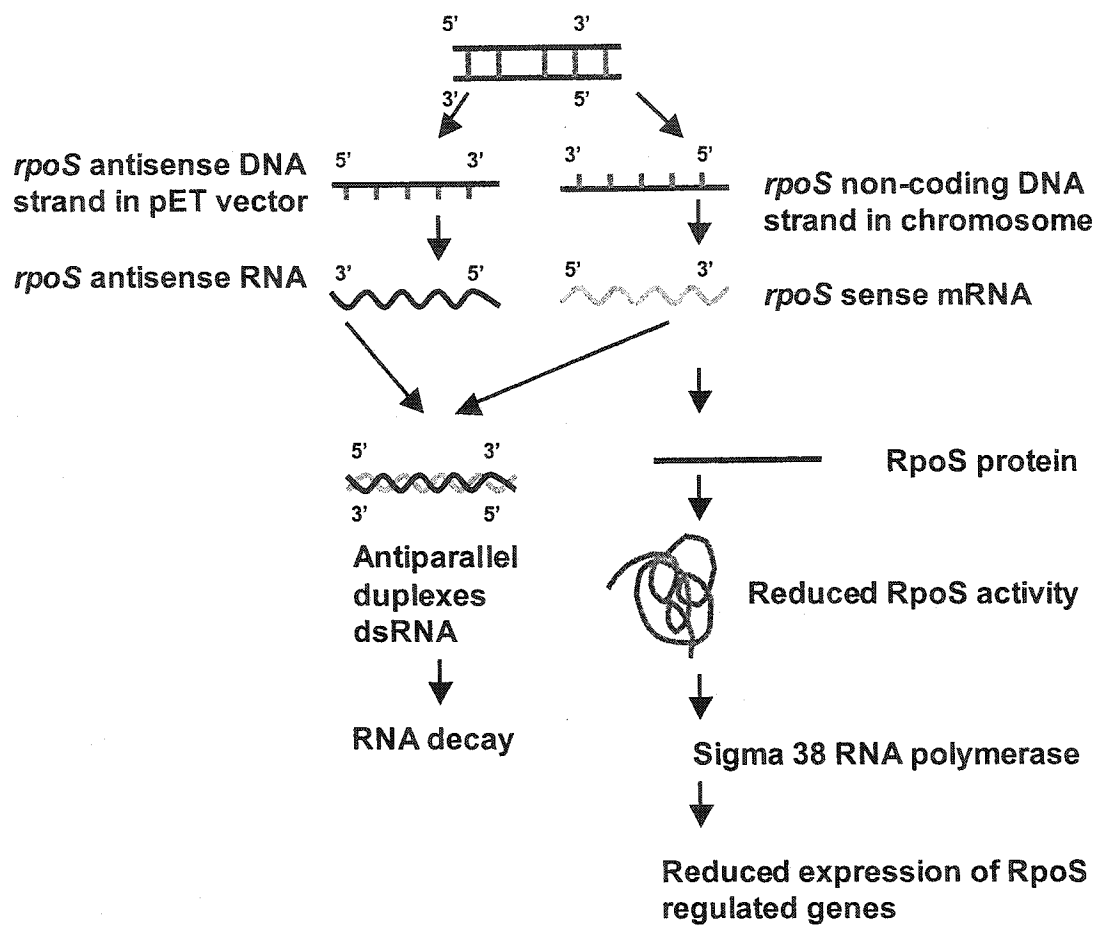 5' 3'
3' 5'
rpoS antisense DNA
strand in pET vector
5' 3'
3' 5'
rpoS non-coding DNA
strand in chromosome
rpoS antisense RNA
3' 5'
5' 3'
rpoS sense mRNA
5' 3'
3' 5'
RpoS protein
Antiparallel
duplexes
dsRNA
Reduced RpoS activity
RNA decay
Sigma 38 RNA polymerase
Reduced expression of RpoS
regulated genes